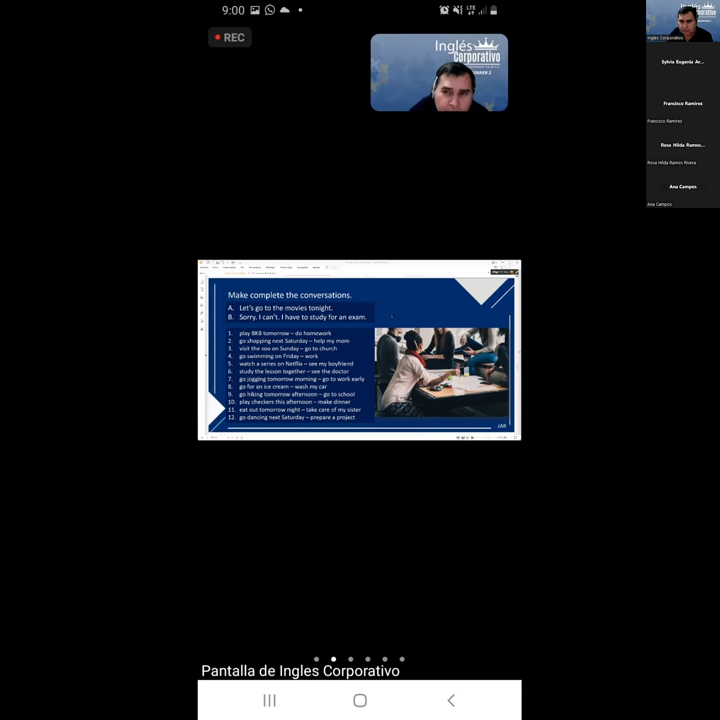 9:00
LTE
REC
Inglés
Corporativo
Inglés
Corporativo
Ingles Corporativo
Sylvia Eugenia Ar...
Francisco Ramirez
Francisco Ramirez
Rosa Hilda Ramos...
Rosa Hilda Ramos Rivera
Ana Campos
Ana Campos
Make complete the conversations.
A. Let's go to the movies tonight.
B. Sorry. I can't. I have to study for an exam.
1. play BKB tomorrow – do homework
2. go shopping next Saturday – help my mom
3. visit the zoo on Sunday – go to church
4. go swimming on Friday – work
5. watch a series on Netflix – see my boyfriend
6. study the lesson together – see the doctor
7. go jogging tomorrow morning – go to work early
8. go for an ice cream – wash my car
9. go hiking tomorrow afternoon – go to school
10. play checkers this afternoon – make dinner
11. eat out tomorrow night – take care of my sister
12. go dancing next Saturday – prepare a project
JAR
Pantalla de Ingles Corporativo